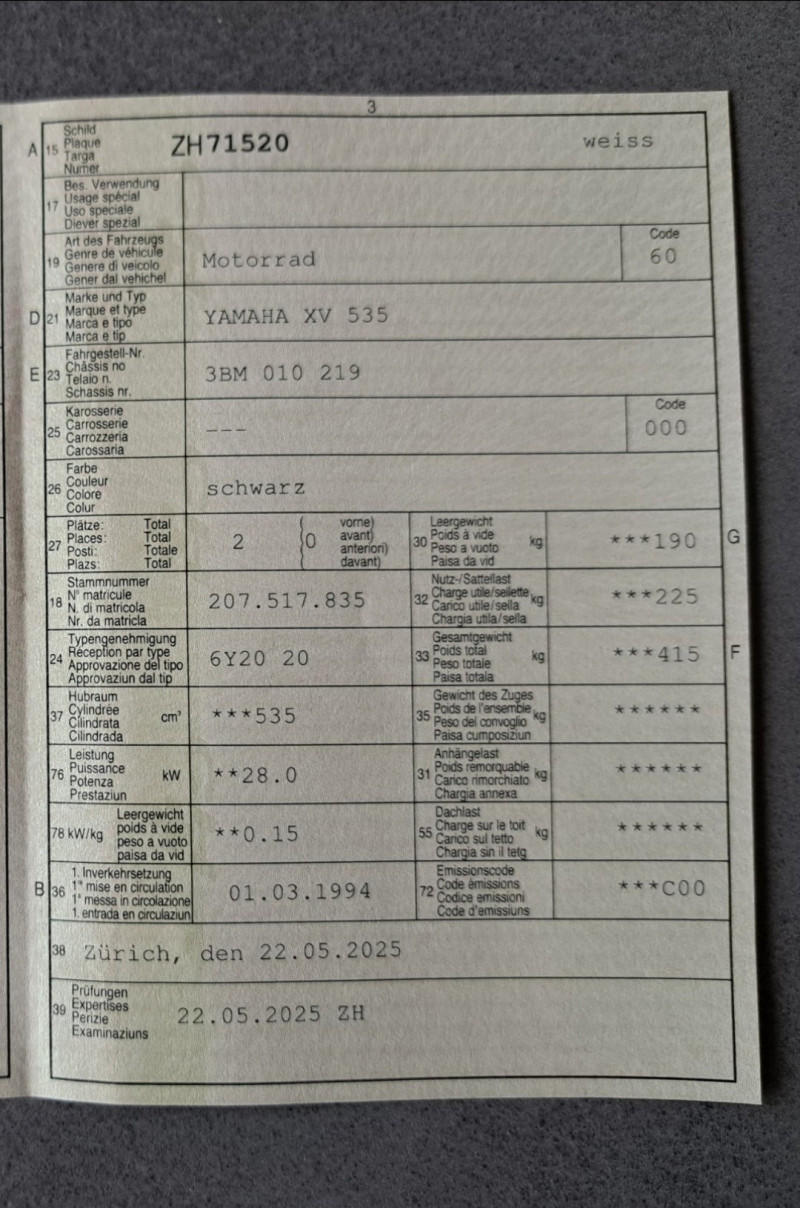 3
A 15 Schild Plaque Targa Numer ZH71520 weiss
17 Bes. Verwendung Usage spécial Uso speciale Diever spezial
19 Art des Fahrzeugs Genre de véhicule Genere di veicolo Gener dal vehichel Motorrad Code 60
D 21 Marke und Typ Marque et type Marca e tipo Marca e tip YAMAHA XV 535
E 23 Fahrgestell-Nr. Châssis no Telaio n. Schassis nr. 3BM 010 219
25 Karosserie Carrosserie Carrozzeria Carossaria --- Code 000
26 Farbe Couleur Colore Colur schwarz
27 Plätze: Total Places: Total Posti: Totale Plazs: Total 2 (0 vorne) avant) anteriori) davant)
30 Leergewicht Poids à vide Peso a vuoto Paisa da vid kg ***190 G
18 Stammnummer N° matricule N. di matricola Nr. da matricla 207.517.835
32 Nutz-/Sattellast Charge utile/sellette Carico utile/sella Chargia utila/sella kg ***225
24 Typengenehmigung Réception par type Approvazione del tipo Approvaziun dal tip 6Y20 20
33 Gesamtgewicht Poids total Peso totale Paisa totala kg ***415 F
37 Hubraum Cylindrée Cilindrata Cilindrada cm³ ***535
35 Gewicht des Zuges Poids de l'ensemble Peso del convoglio Paisa cumposiziun kg ******
76 Leistung Puissance Potenza Prestaziun kW **28.0
31 Anhängelast Poids remorquable Carico rimorchiato Chargia annexa kg ******
78 kW/kg Leergewicht poids à vide peso a vuoto paisa da vid **0.15
55 Dachlast Charge sur le toit Carico sul tetto Chargia sin il tetg kg ******
B 36 1. Inverkehrsetzung 1re mise en circulation 1a messa in circolazione 1. entrada en circulaziun 01.03.1994
72 Emissionscode Code émissions Codice emissioni Code d'emissiuns ***C00
38 Zürich, den 22.05.2025
39 Prüfungen Expertises Perizie Examinaziuns 22.05.2025 ZH